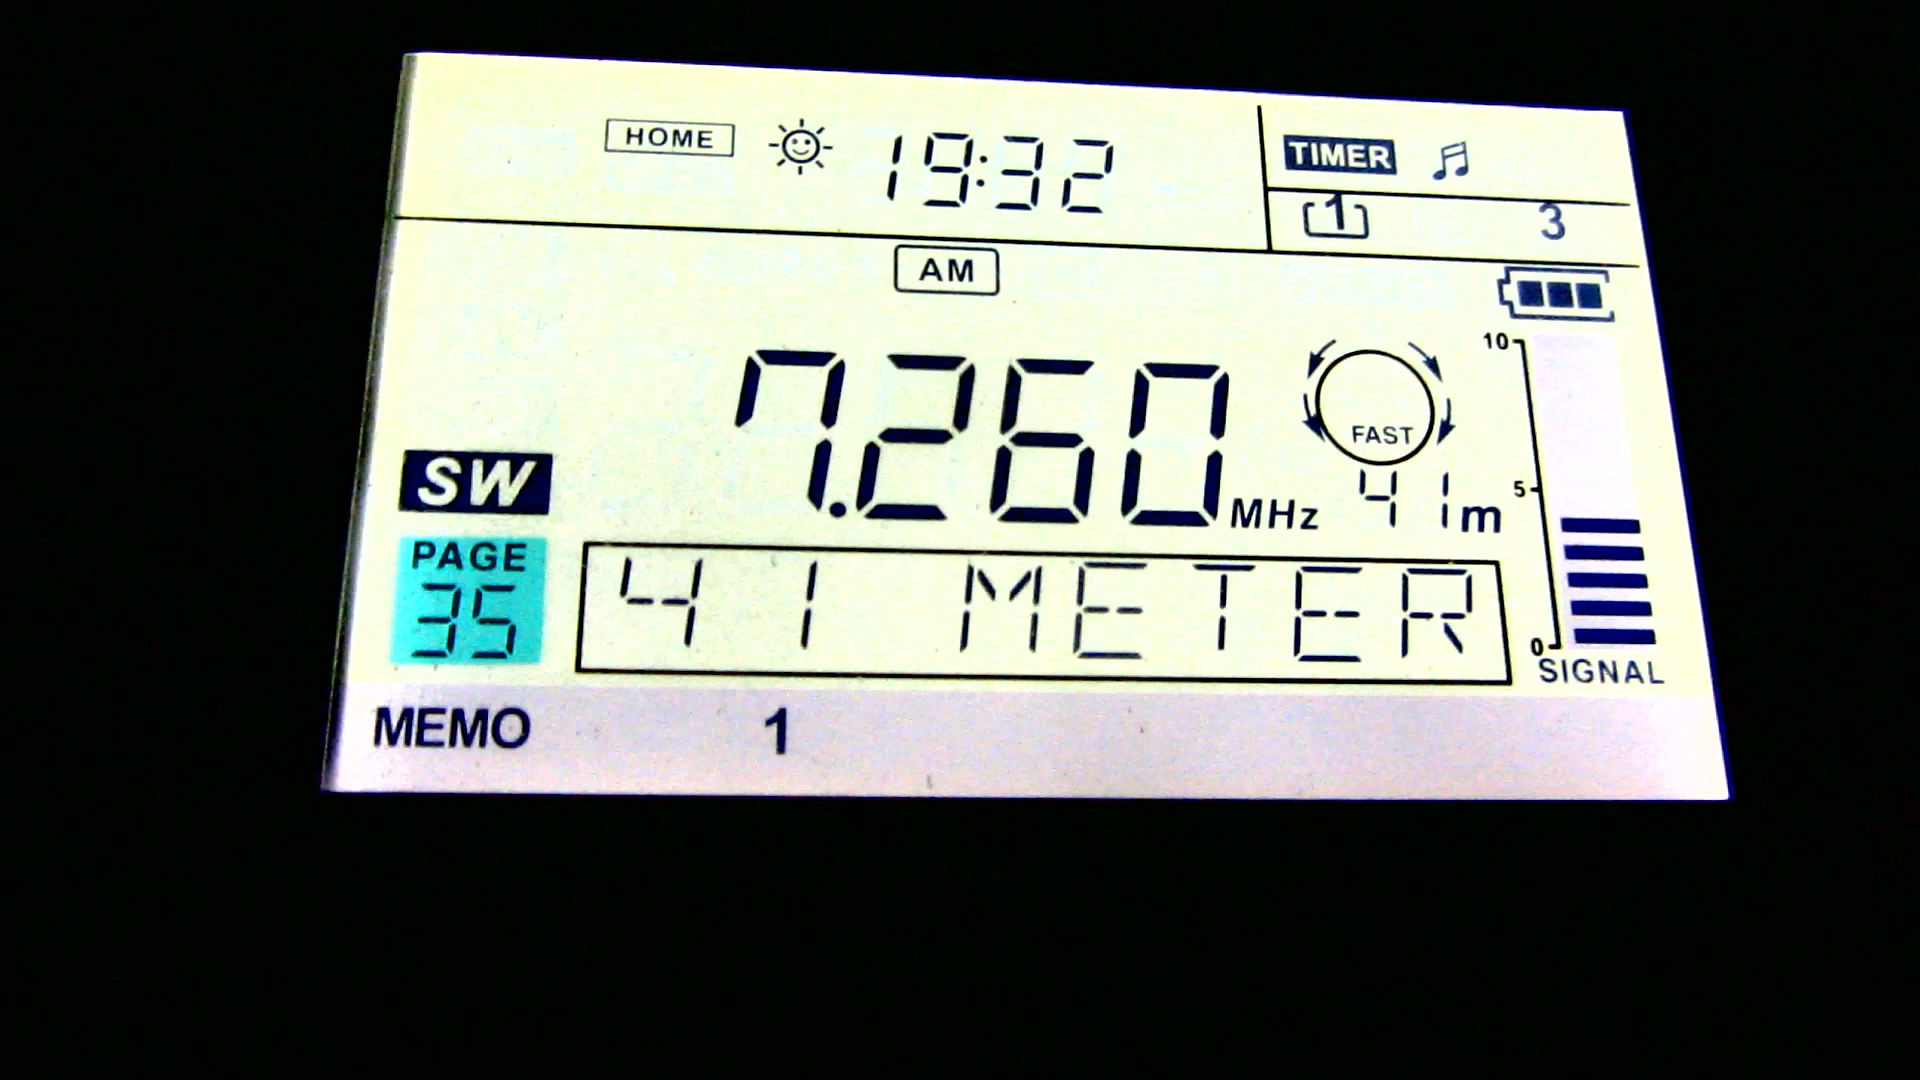 HOME 19:32 TIMER
1 3
AM
10
7.260 MHz FAST
41m
5
SW
PAGE
35
41 METER
0
SIGNAL
MEMO 1